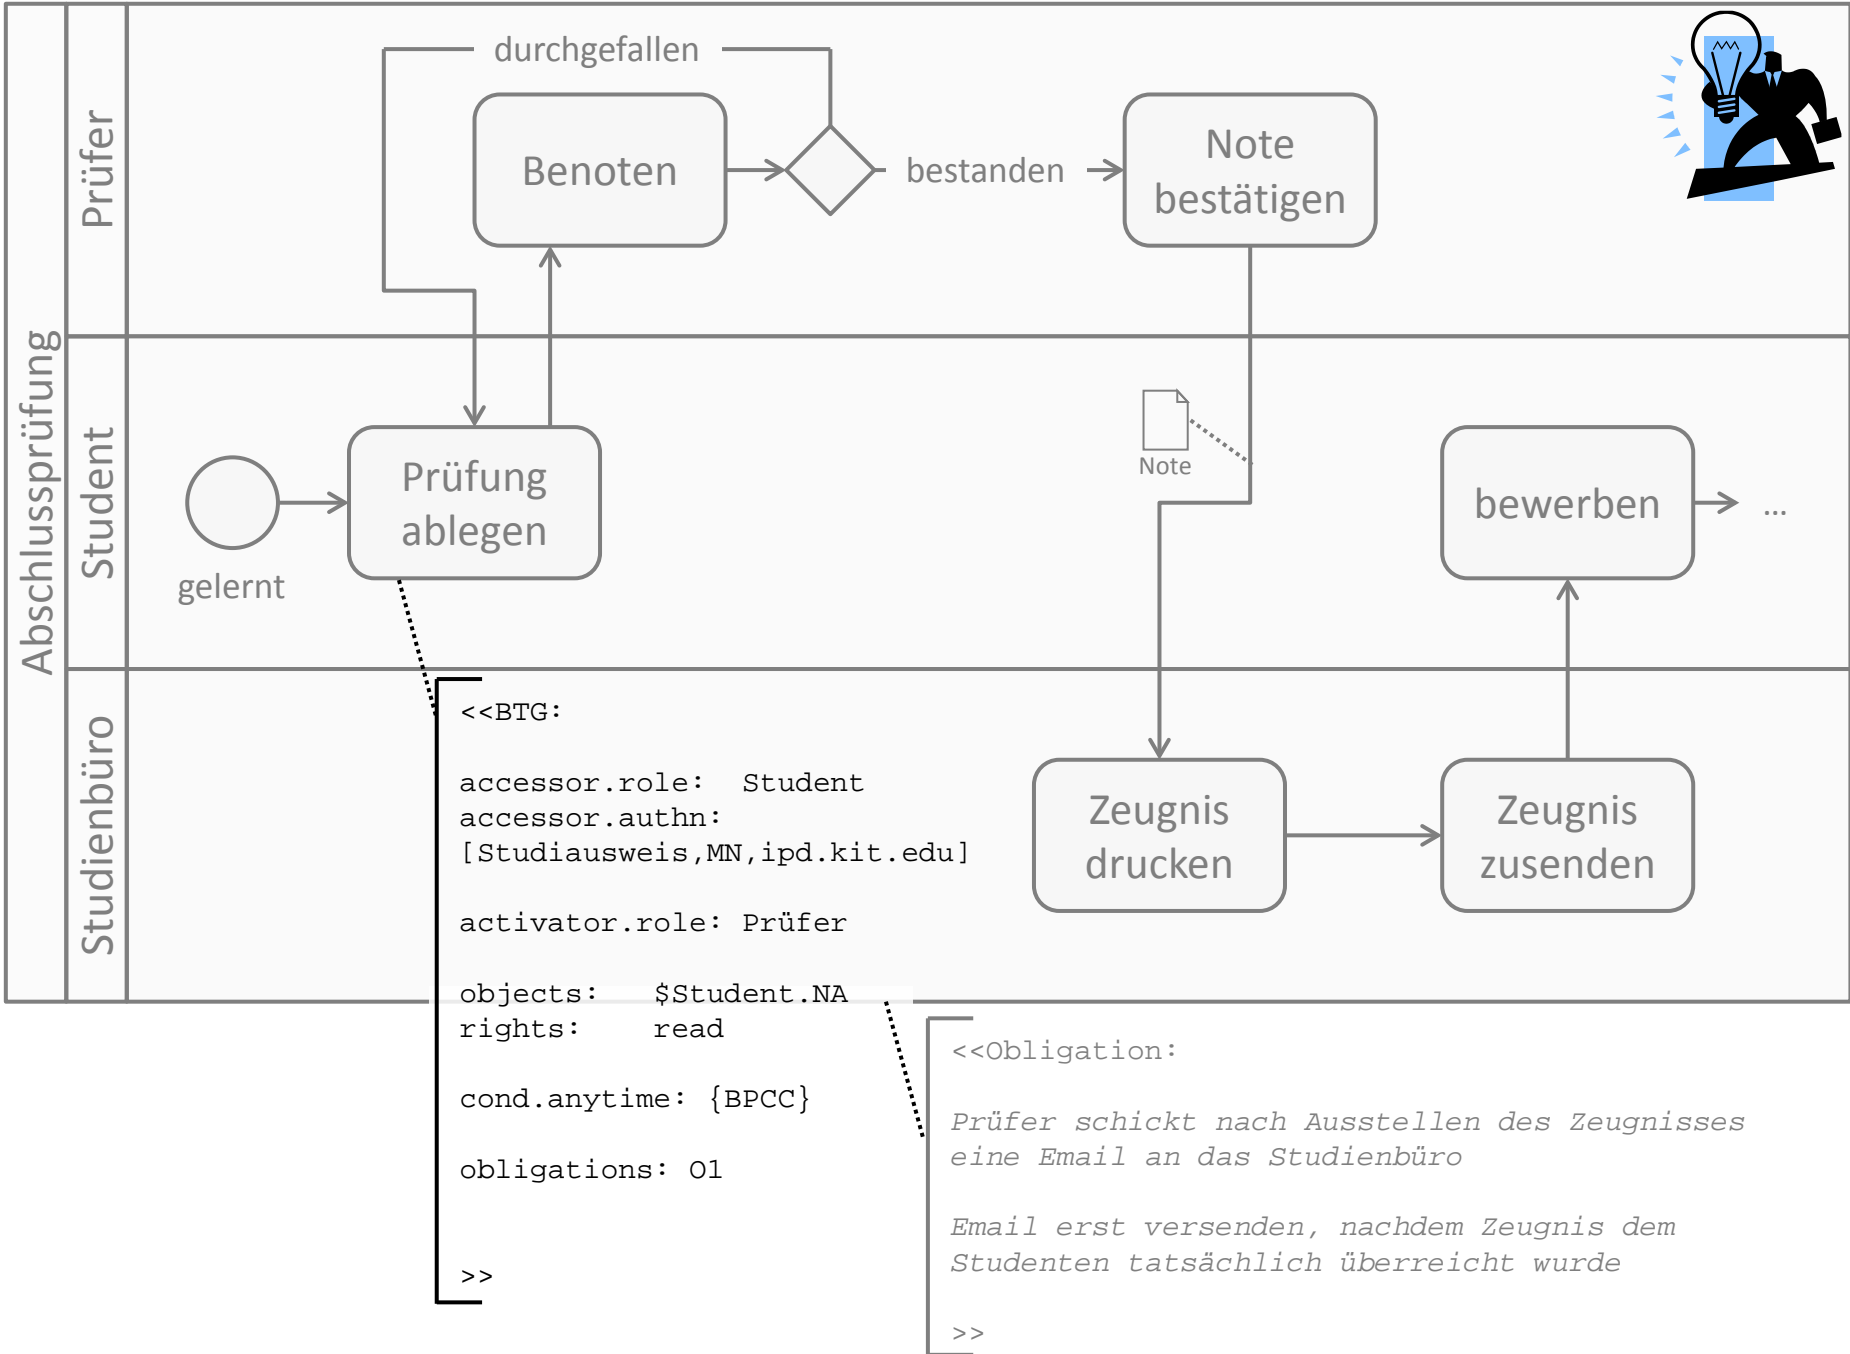 Abschlussprüfung
Prüfer
durchgefallen
Benoten
bestanden
Note
bestätigen
Student
gelernt
Prüfung
ablegen
Note
bewerben
...
Studienbüro
Zeugnis
drucken
Zeugnis
zusenden
<<BTG:
accessor.role:  Student
accessor.authn:
[Studiausweis,MN,ipd.kit.edu]
activator.role: Prüfer
objects:   $Student.NA
rights:    read
cond.anytime: {BPCC}
obligations: O1
>>
<<Obligation:
Prüfer schickt nach Ausstellen des Zeugnisses
eine Email an das Studienbüro
Email erst versenden, nachdem Zeugnis dem
Studenten tatsächlich überreicht wurde
>>